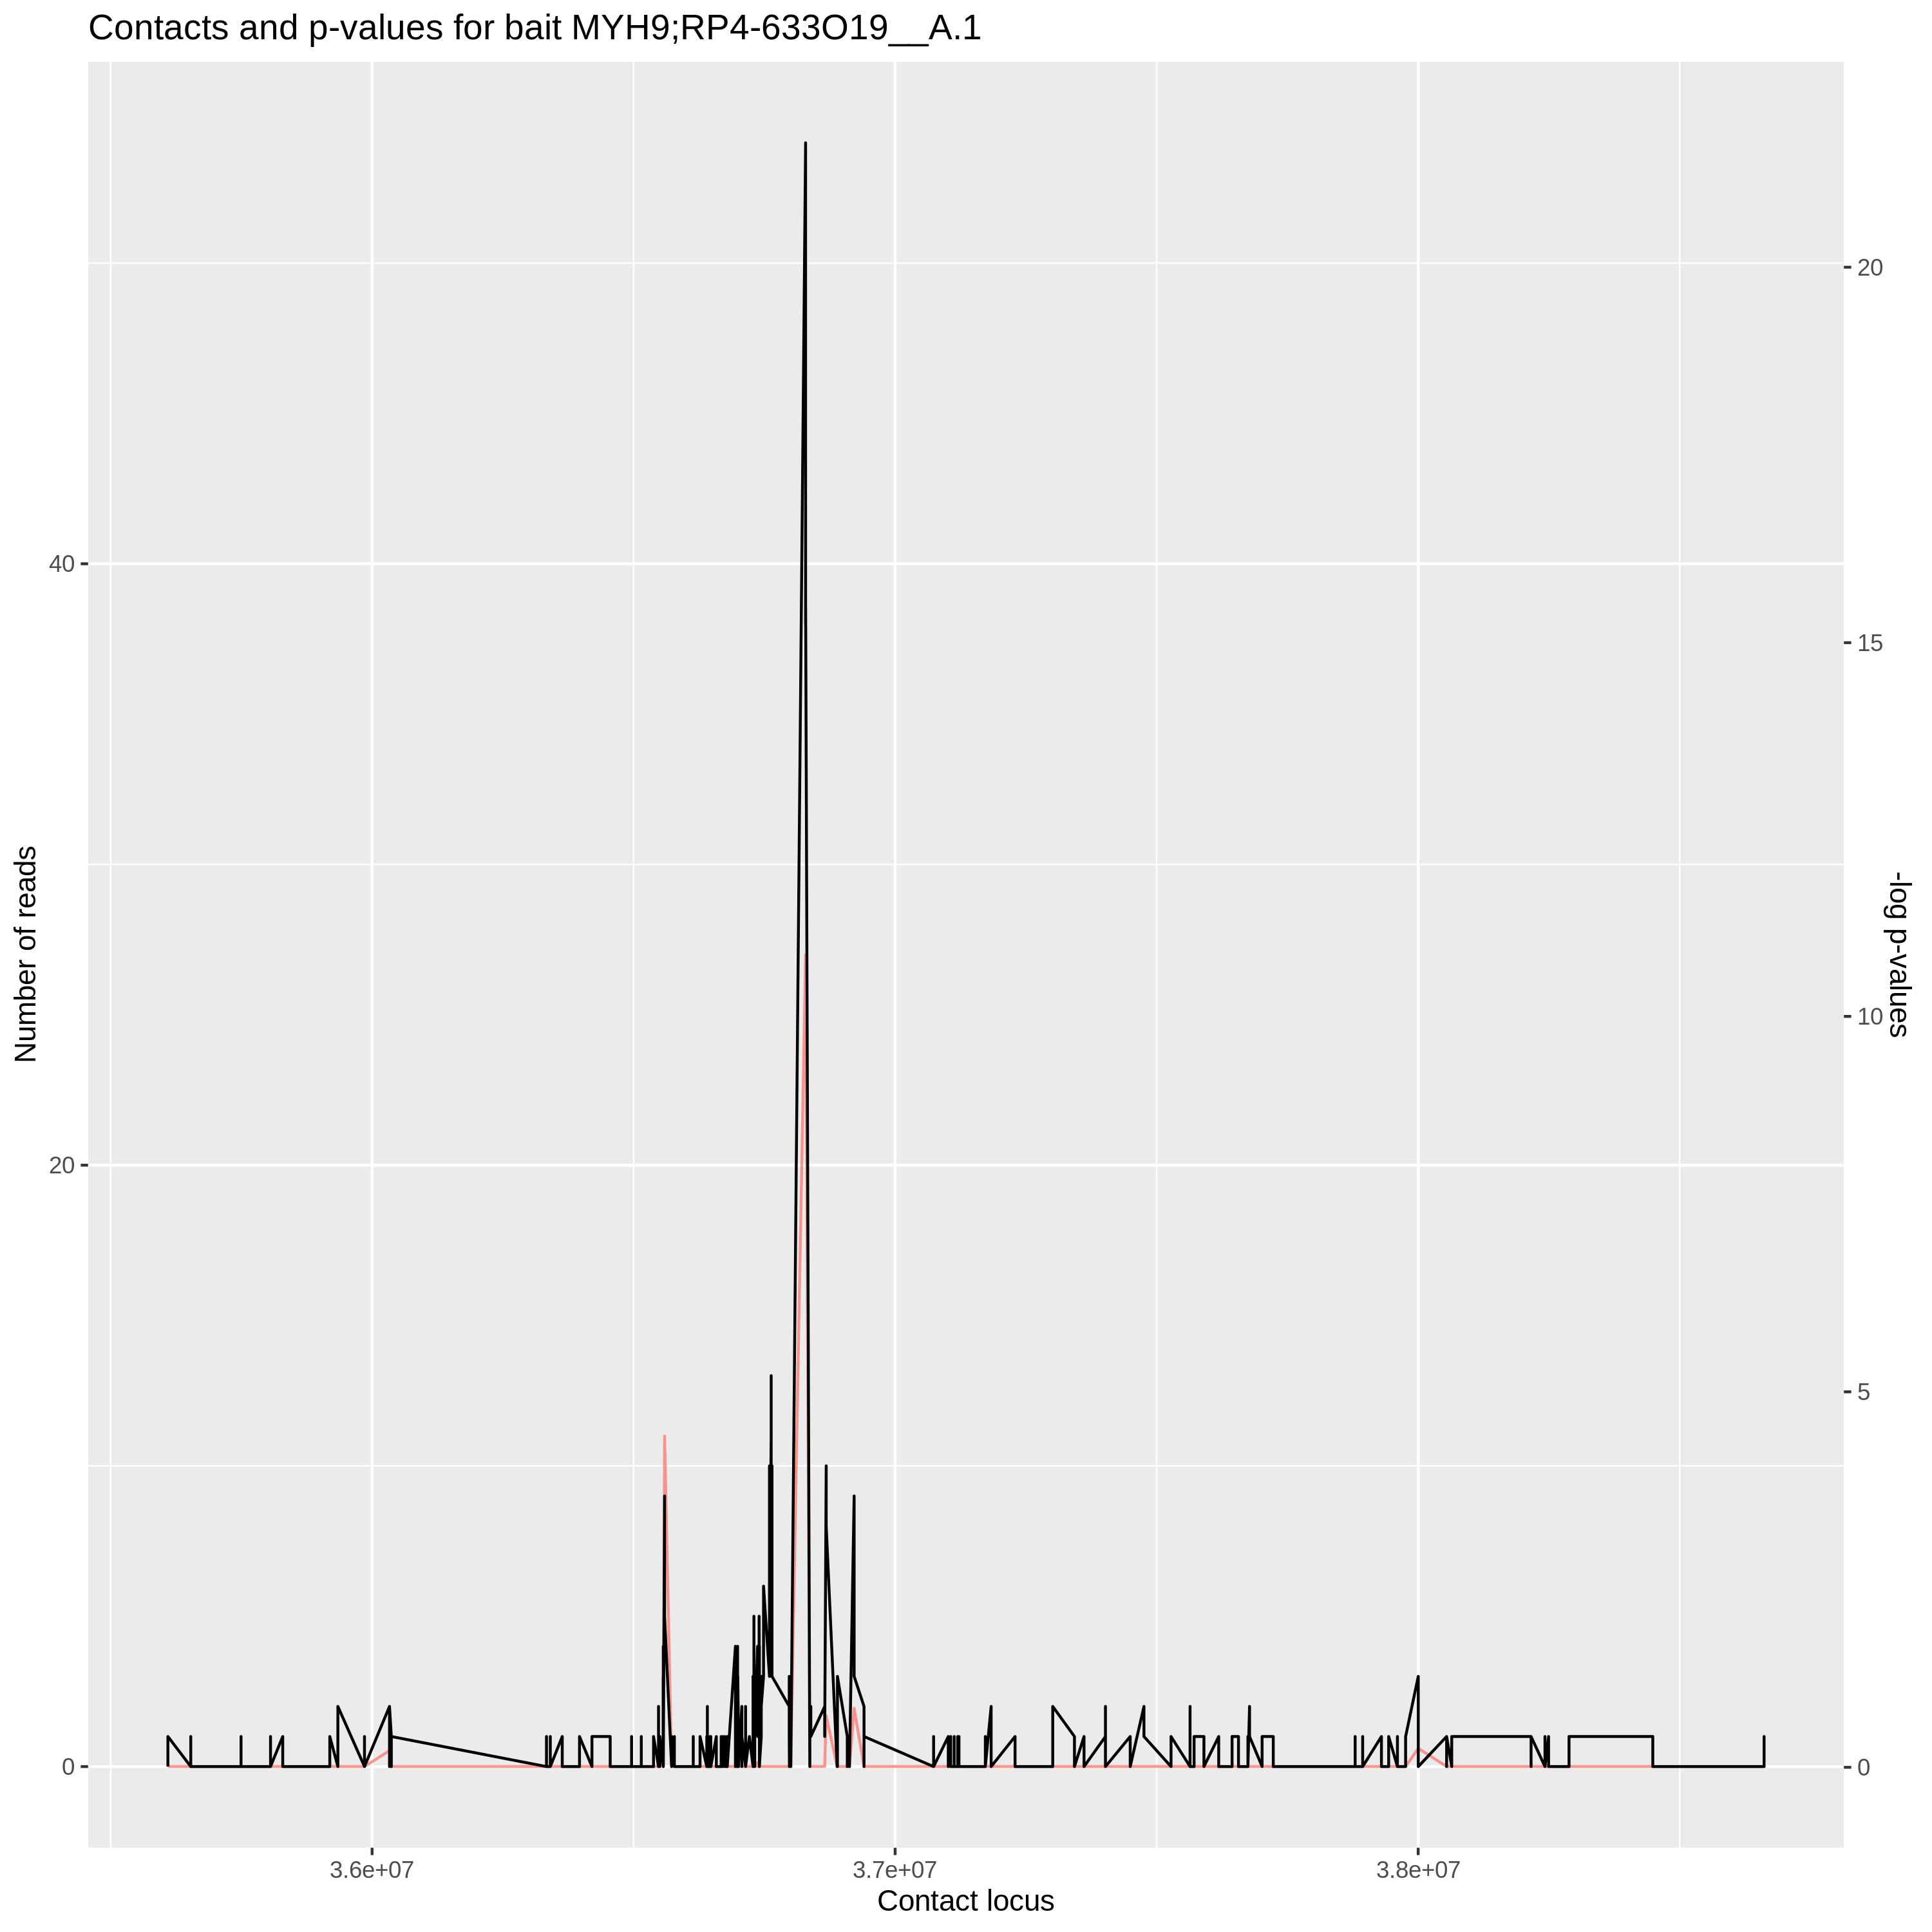 Contacts and p-values for bait MYH9;RP4-633O19__A.1
Number of reads
40
20
0
20
15
10
5
0
-log p-values
3.6e+07
3.7e+07
3.8e+07
Contact locus